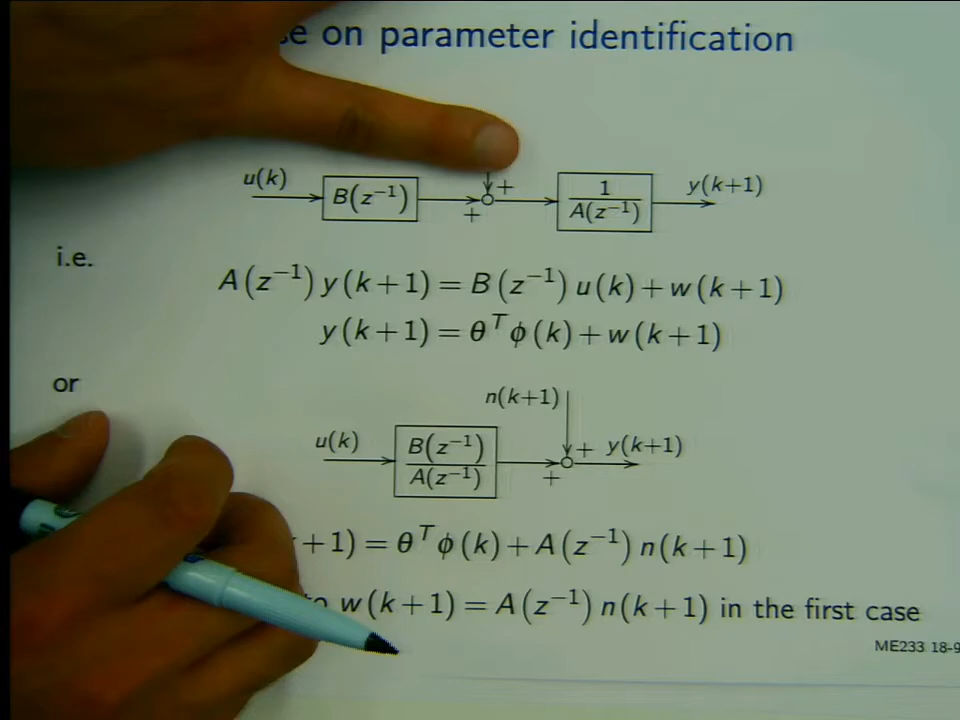 on parameter identification
u(k) B(z⁻¹) + + 1/A(z⁻¹) y(k+1)
i.e.
A(z⁻¹)y(k+1) = B(z⁻¹)u(k)+w(k+1)
y(k+1) = θᵀϕ(k)+w(k+1)
or
n(k+1)
u(k) B(z⁻¹)/A(z⁻¹) + + y(k+1)
+1) = θᵀϕ(k)+A(z⁻¹)n(k+1)
w(k+1) = A(z⁻¹)n(k+1) in the first case
ME233 18-9